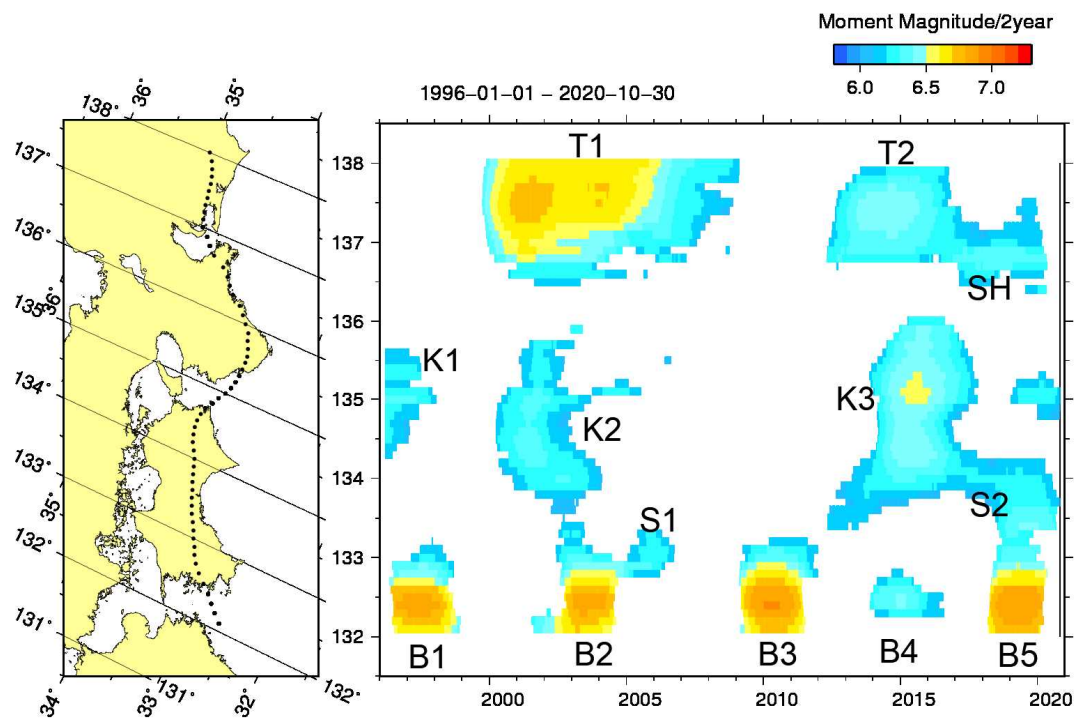 Moment Magnitude/2year
6.0 6.5 7.0
1996-01-01 - 2020-10-30
36° 35°
138°
137°
136°
36°
135°
134°
133°
35°
132°
131°
34° 33° 131° 32° 132°
138
137
136
135
134
133
132
T1 T2
SH
K1 K2 K3
S1 S2
B1 B2 B3 B4 B5
2000 2005 2010 2015 2020